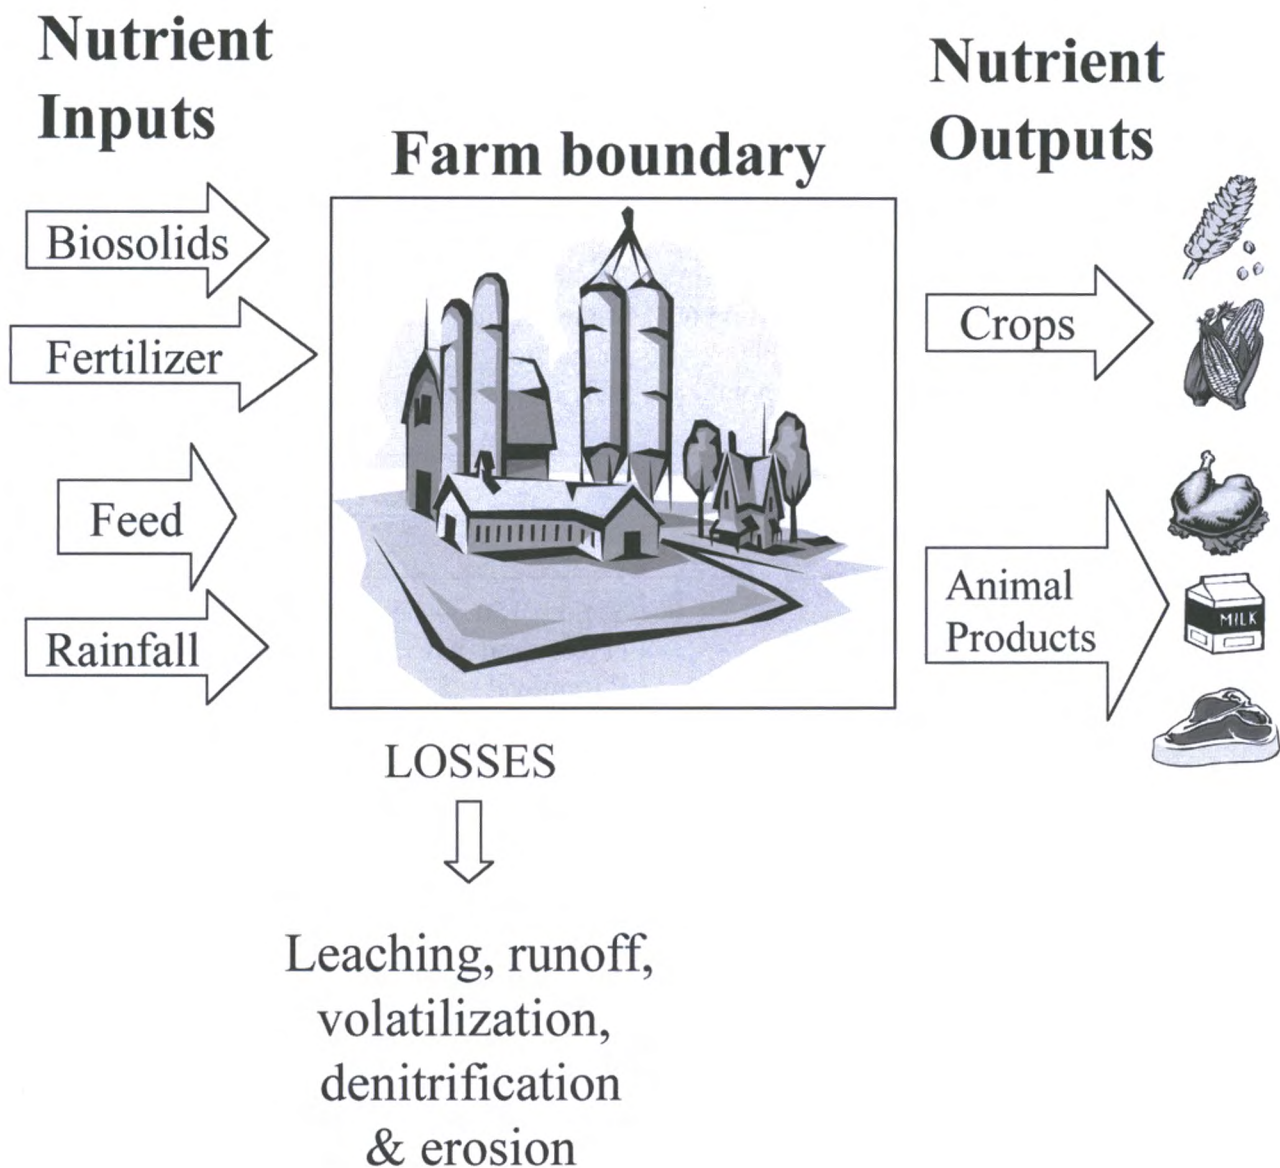 Nutrient
Inputs
Nutrient
Outputs
Farm boundary
Biosolids
Fertilizer
Feed
Rainfall
Crops
Animal
Products
MILK
LOSSES
Leaching, runoff,
volatilization,
denitrification
& erosion